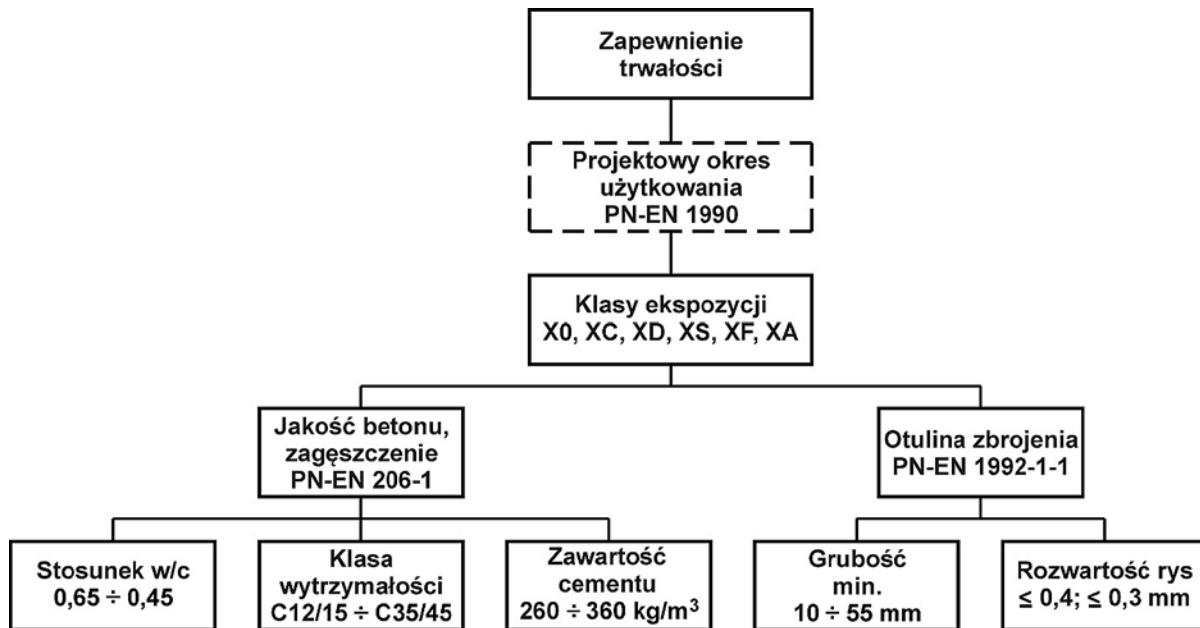 Zapewnienie
trwałości
Projektowy okres
użytkowania
PN-EN 1990
Klasy ekspozycji
X0, XC, XD, XS, XF, XA
Jakość betonu,
zagęszczenie
PN-EN 206-1
Otulina zbrojenia
PN-EN 1992-1-1
Stosunek w/c
0,65 ÷ 0,45
Klasa
wytrzymałości
C12/15 ÷ C35/45
Zawartość
cementu
260 ÷ 360 kg/m³
Grubość
min.
10 ÷ 55 mm
Rozwartość rys
≤ 0,4; ≤ 0,3 mm